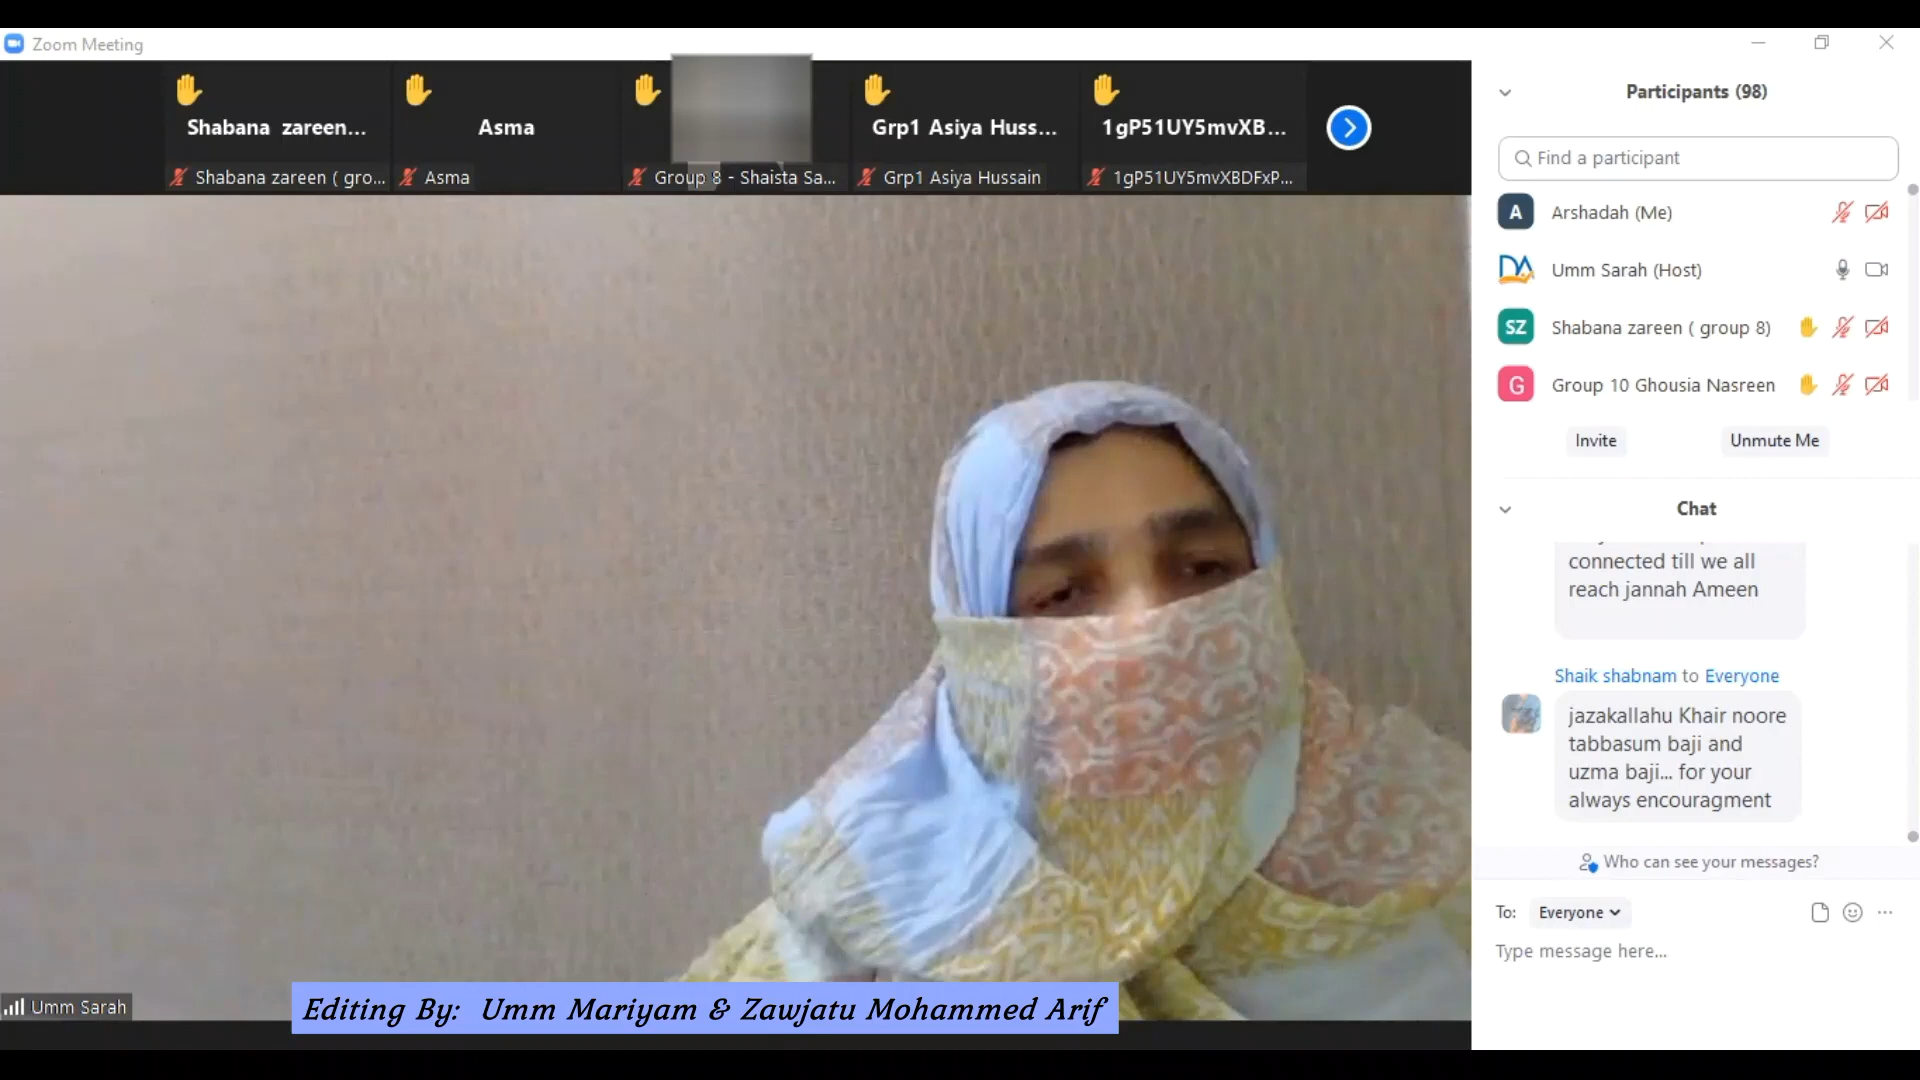 Zoom Meeting
Shabana zareen...
Asma
Grp1 Asiya Huss...
1gP51UY5mvXB...
Shabana zareen ( gro...
Asma
Group 8 - Shaista Sa...
Grp1 Asiya Hussain
1gP51UY5mvXBDFxP...
Umm Sarah
Editing By: Umm Mariyam & Zawjatu Mohammed Arif
Participants (98)
Find a participant
A
Arshadah (Me)
DA
Umm Sarah (Host)
SZ
Shabana zareen ( group 8)
G
Group 10 Ghousia Nasreen
Invite
Unmute Me
Chat
connected till we all
reach jannah Ameen
Shaik shabnam to Everyone
jazakallahu Khair noore
tabbasum baji and
uzma baji... for your
always encouragment
Who can see your messages?
To:
Everyone
Type message here...